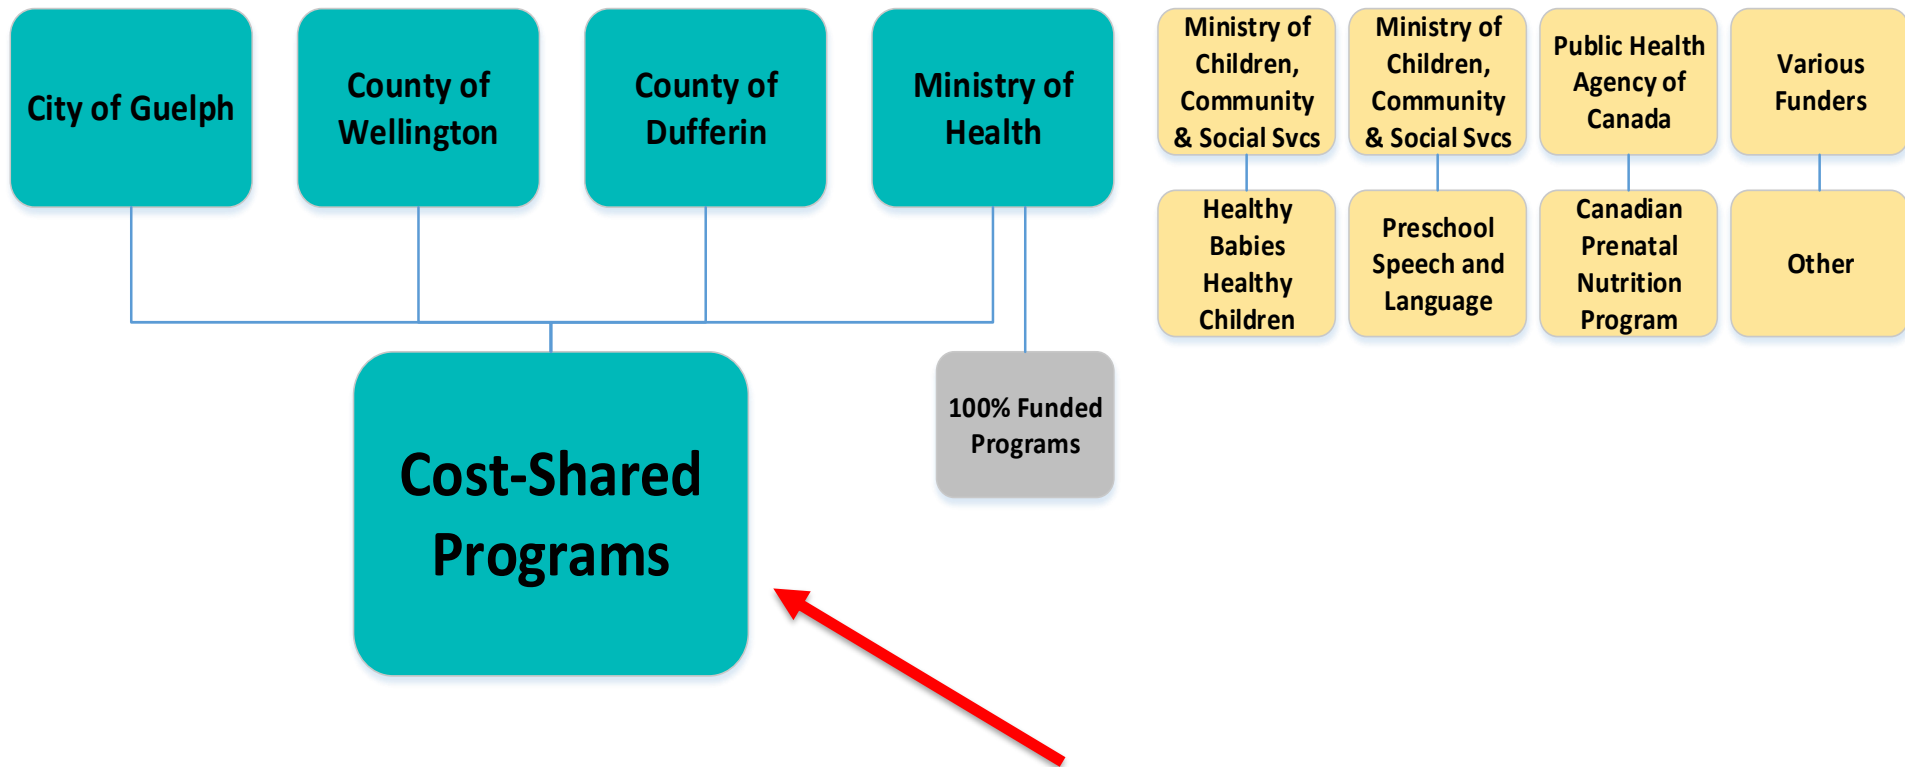 City of Guelph
County of
Wellington
County of
Dufferin
Ministry of
Health
Ministry of
Children,
Community
& Social Svcs
Ministry of
Children,
Community
& Social Svcs
Public Health
Agency of
Canada
Various
Funders
Healthy
Babies
Healthy
Children
Preschool
Speech and
Language
Canadian
Prenatal
Nutrition
Program
Other
Cost-Shared
Programs
100% Funded
Programs